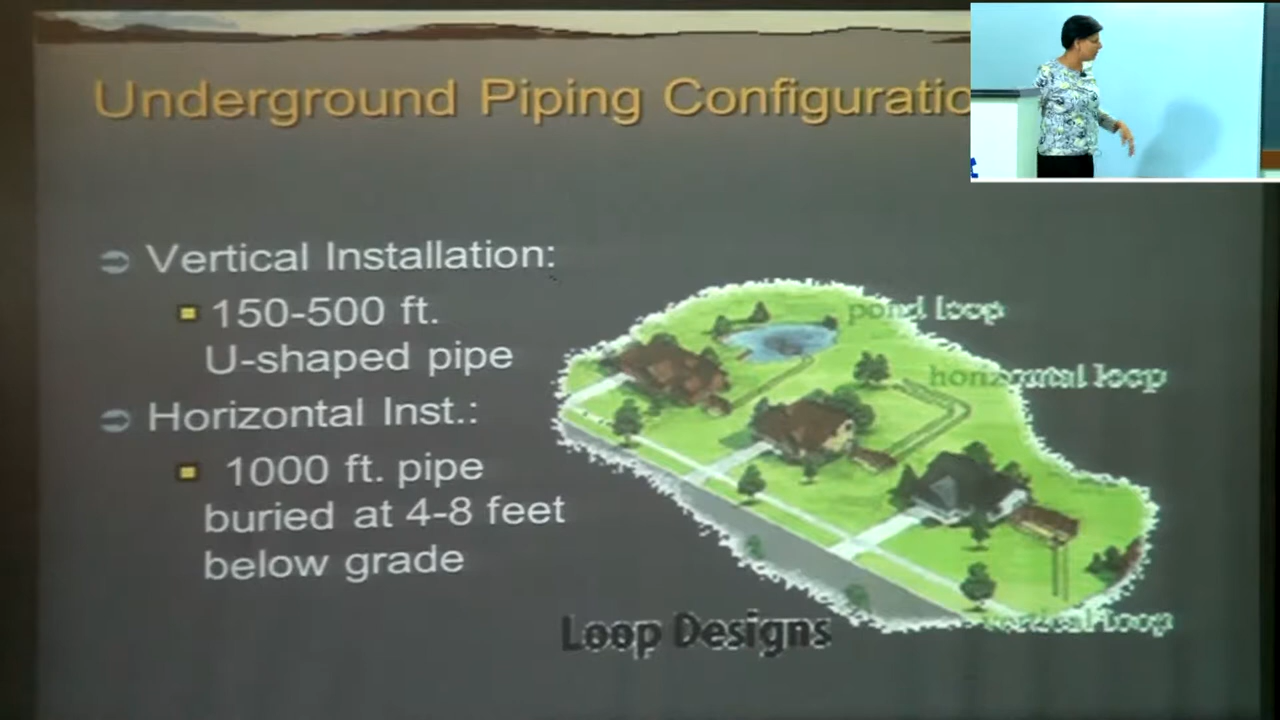 Underground Piping
Vertical Installation:
150-500 ft.
U-shaped pipe
Horizontal Inst.:
1000 ft. pipe
buried at 4-8 feet
below grade
pond loop
horizontal loop
vertical loop
Loop Designs